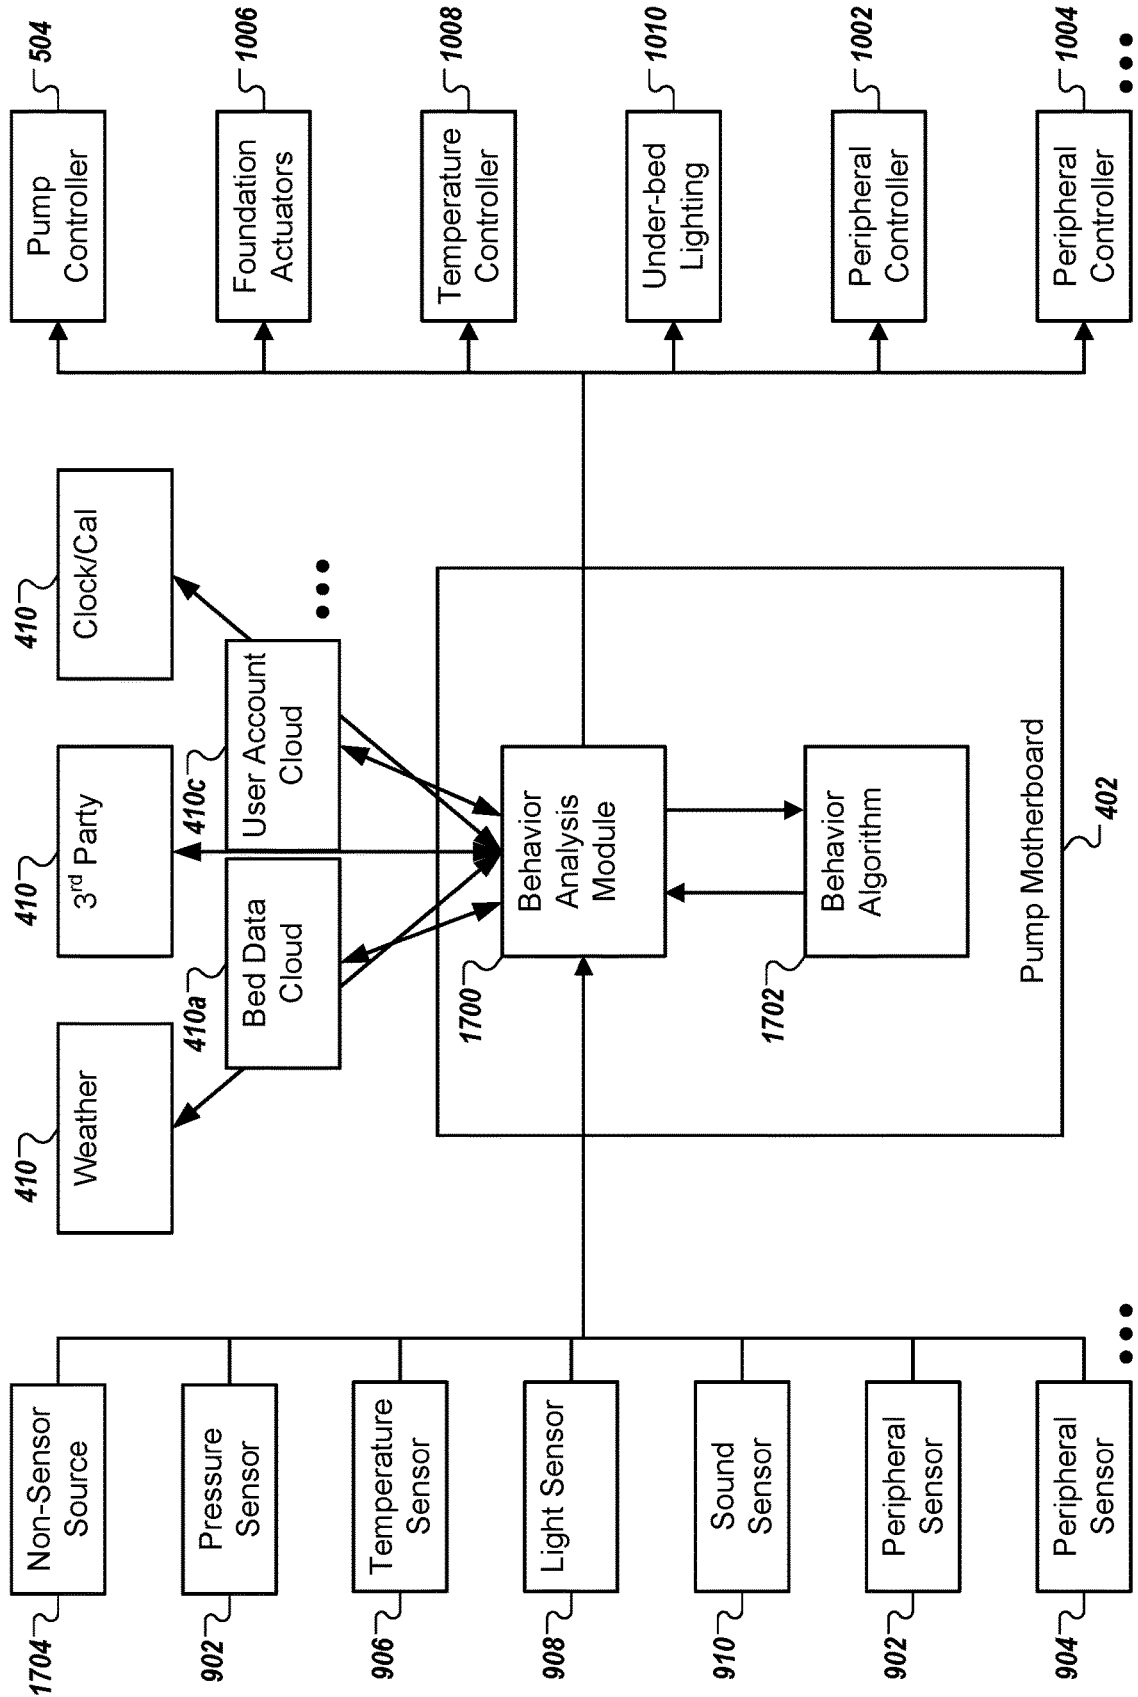 1704
Non-Sensor
Source
902
Pressure
Sensor
906
Temperature
Sensor
908
Light Sensor
910
Sound
Sensor
902
Peripheral
Sensor
904
Peripheral
Sensor
410
Weather
410
3rd Party
410
Clock/Cal
410a
Bed Data
Cloud
410c
User Account
Cloud
1700
Behavior
Analysis
Module
1702
Behavior
Algorithm
Pump Motherboard
402
Pump
Controller
504
Foundation
Actuators
1006
Temperature
Controller
1008
Under-bed
Lighting
1010
Peripheral
Controller
1002
Peripheral
Controller
1004